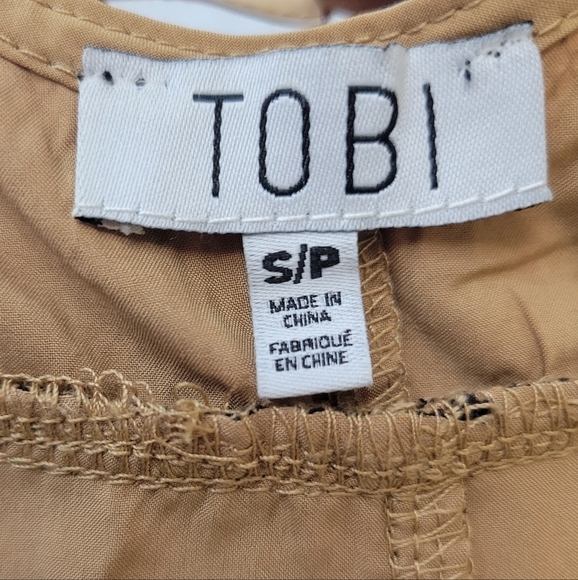 TOBI
S/P
MADE IN
CHINA
FABRIQUÉ
EN CHINE